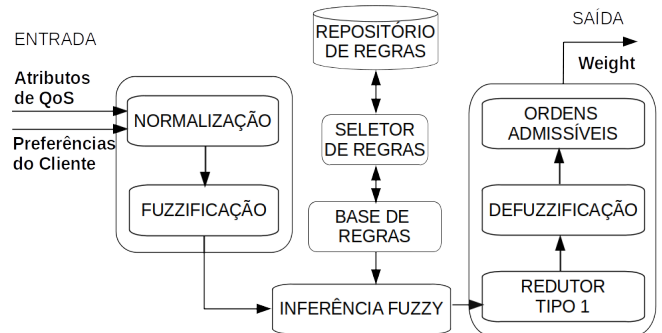 ENTRADA
Atributos
de QoS
Preferências
do Cliente
NORMALIZAÇÃO
FUZZIFICAÇÃO
REPOSITÓRIO
DE REGRAS
SELETOR
DE REGRAS
BASE DE
REGRAS
INFERÊNCIA FUZZY
SAÍDA
Weight
ORDENS
ADMISSÍVEIS
DEFUZZIFICAÇÃO
REDUTOR
TIPO 1